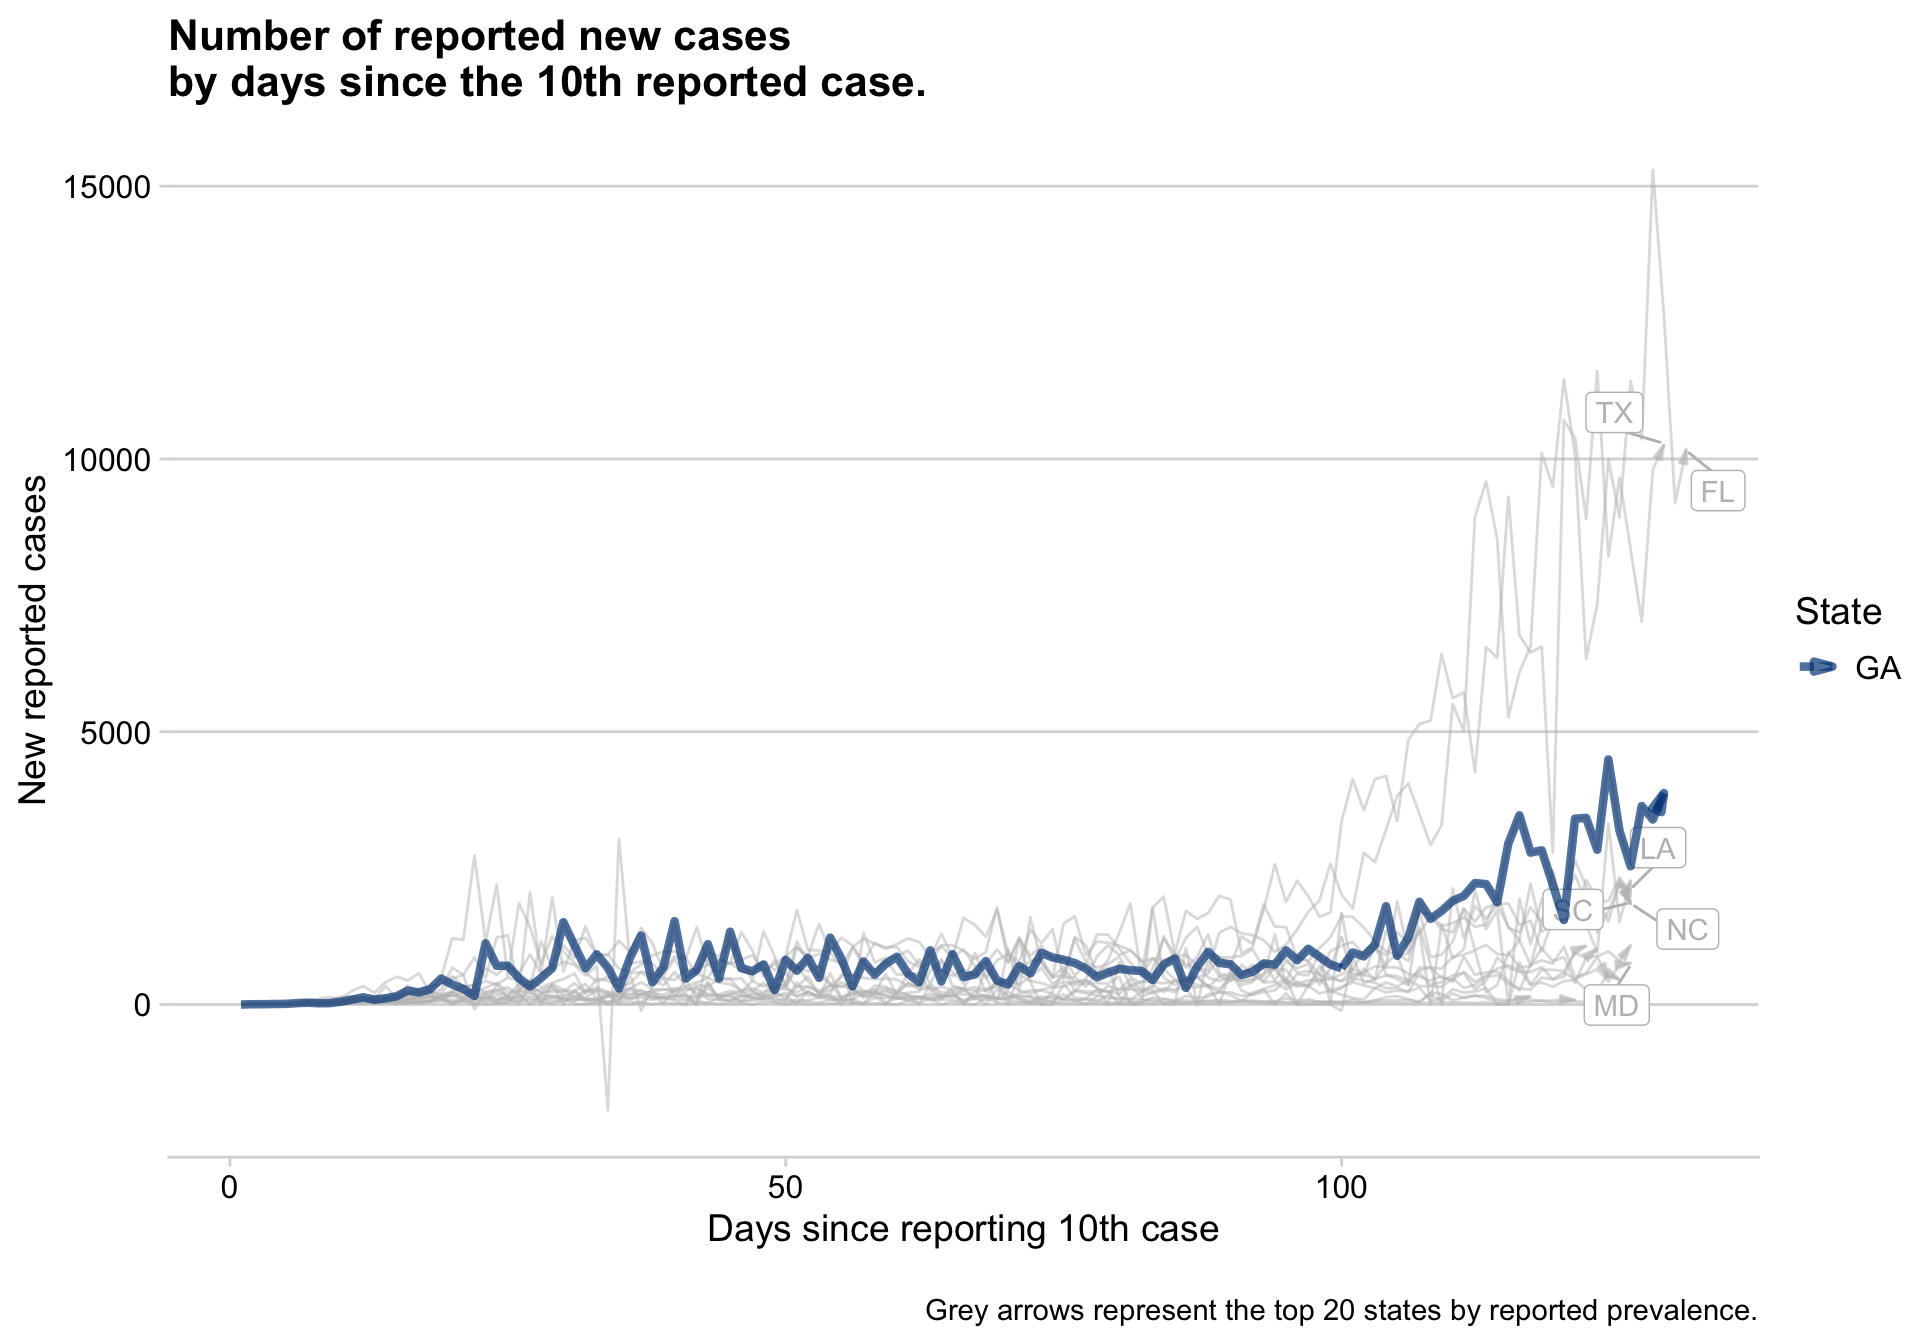 Number of reported new cases
by days since the 10th reported case.
15000
10000
5000
0
New reported cases
TX
FL
LA
NC
MD
0
50
100
Days since reporting 10th case
State
GA
Grey arrows represent the top 20 states by reported prevalence.